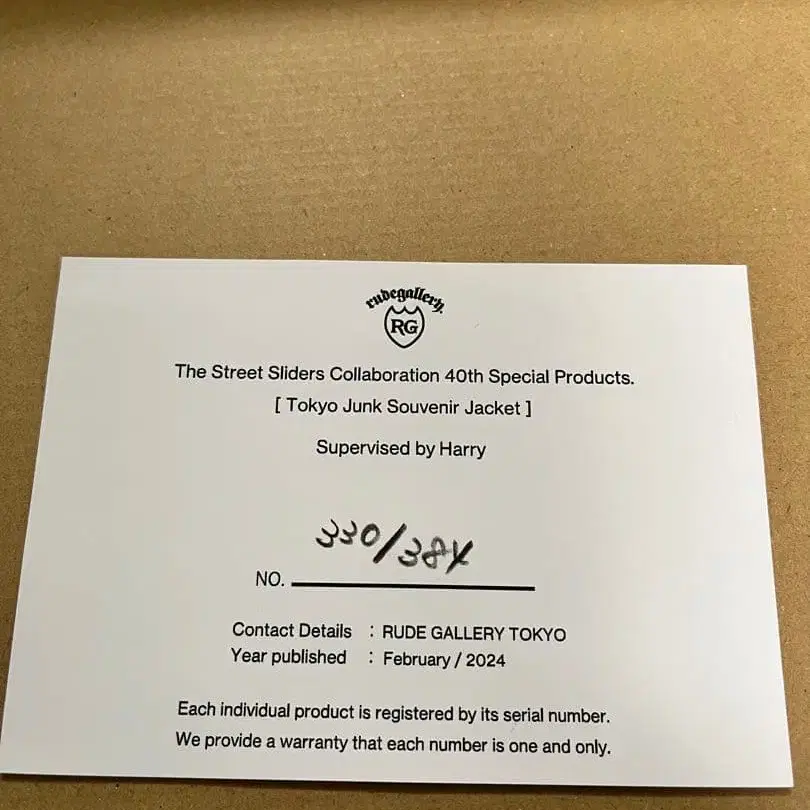 rudegallery.
RG
The Street Sliders Collaboration 40th Special Products.
[ Tokyo Junk Souvenir Jacket ]
Supervised by Harry
330/384
NO.
Contact Details : RUDE GALLERY TOKYO
Year published : February / 2024
Each individual product is registered by its serial number.
We provide a warranty that each number is one and only.